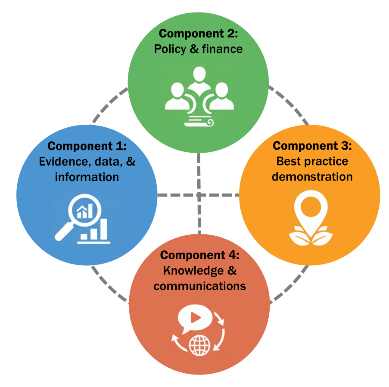 Component 2:
Policy & finance
Component 1:
Evidence, data, &
information
Component 3:
Best practice
demonstration
Component 4:
Knowledge &
communications